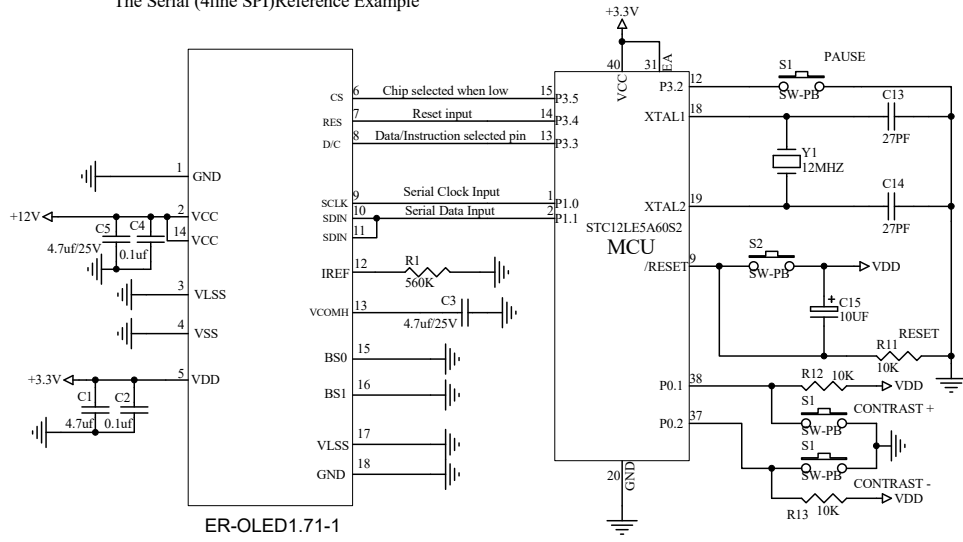 The Serial (4line SPI)Reference Example
+3.3V
40
31
VCC
EA
12
P3.2
S1
SW-PB
PAUSE
18
XTAL1
C13
27PF
Y1
12MHZ
19
XTAL2
C14
27PF
CS
6
Chip selected when low
15
P3.5
RES
7
Reset input
14
P3.4
D/C
8
Data/Instruction selected pin
13
P3.3
1
GND
SCLK
9
Serial Clock Input
1
P1.0
SDIN
10
Serial Data Input
2
P1.1
SDIN
11
+12V
2
VCC
14
VCC
C5
4.7uf/25V
C4
0.1uf
STC12LE5A60S2
MCU
/RESET
9
S2
SW-PB
VDD
C15
10UF
+
RESET
R11
10K
IREF
12
R1
560K
3
VLSS
VCOMH
13
C3
4.7uf/25V
4
VSS
BS0
15
BS1
16
+3.3V
5
VDD
C1
4.7uf
C2
0.1uf
VLSS
17
GND
18
P0.1
38
R12
10K
VDD
S1
SW-PB
CONTRAST +
P0.2
37
S1
SW-PB
CONTRAST -
R13
10K
VDD
20
GND
ER-OLED1.71-1